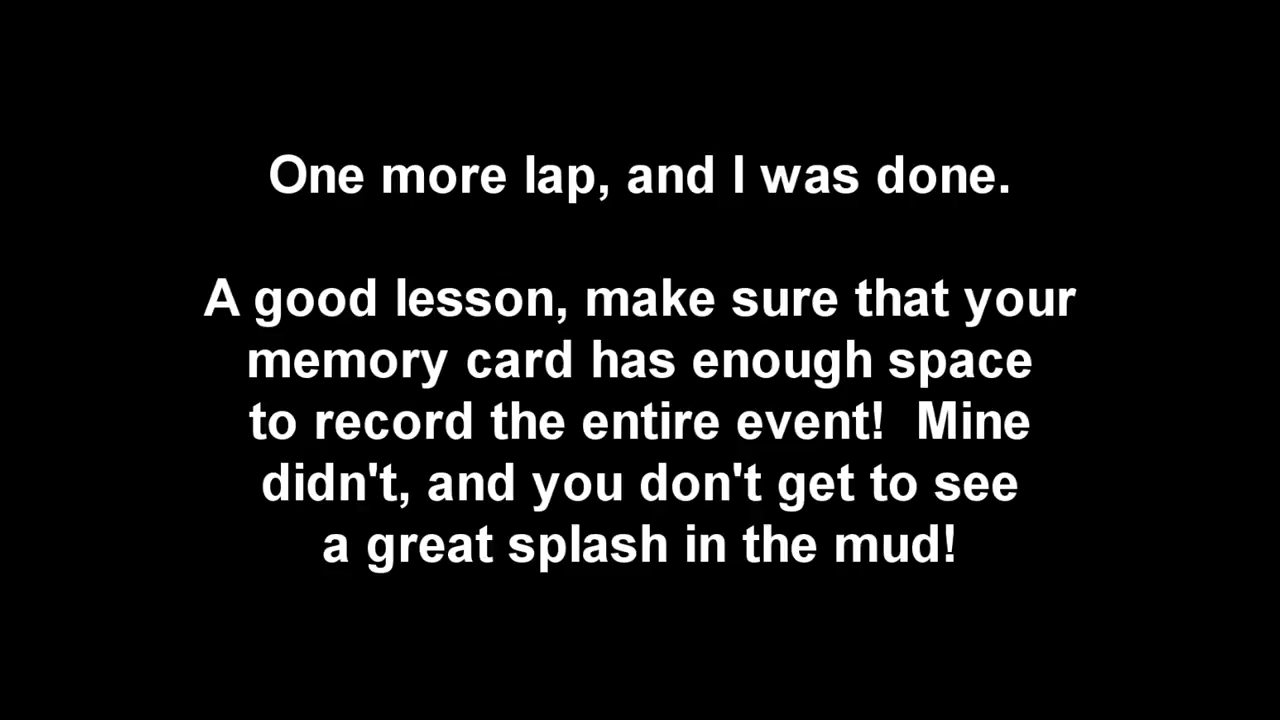 One more lap, and I was done.
A good lesson, make sure that your
memory card has enough space
to record the entire event!  Mine
didn't, and you don't get to see
a great splash in the mud!